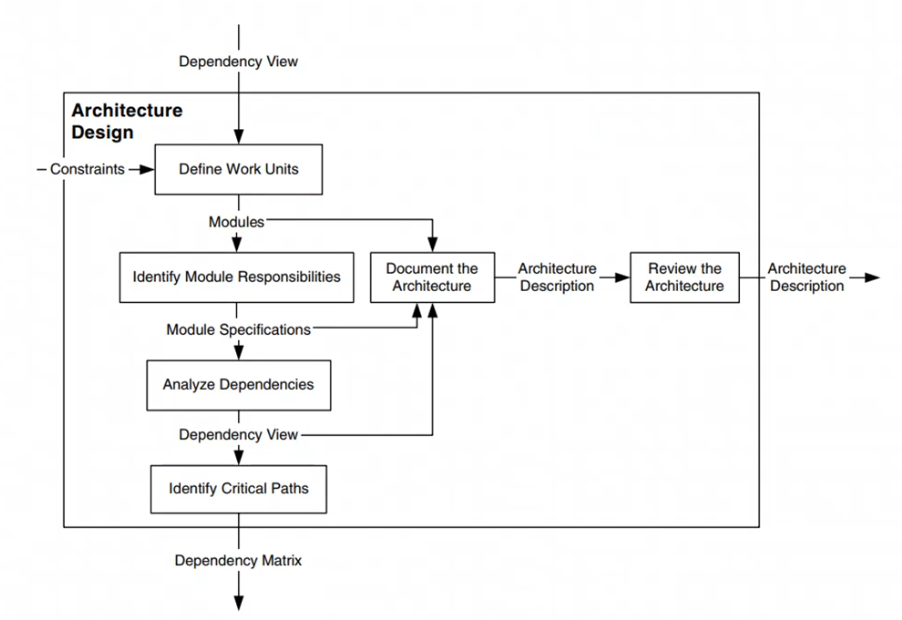 Dependency View
Architecture
Design
Constraints
Define Work Units
Modules
Identify Module Responsibilities
Document the
Architecture
Architecture
Description
Review the
Architecture
Architecture
Description
Module Specifications
Analyze Dependencies
Dependency View
Identify Critical Paths
Dependency Matrix